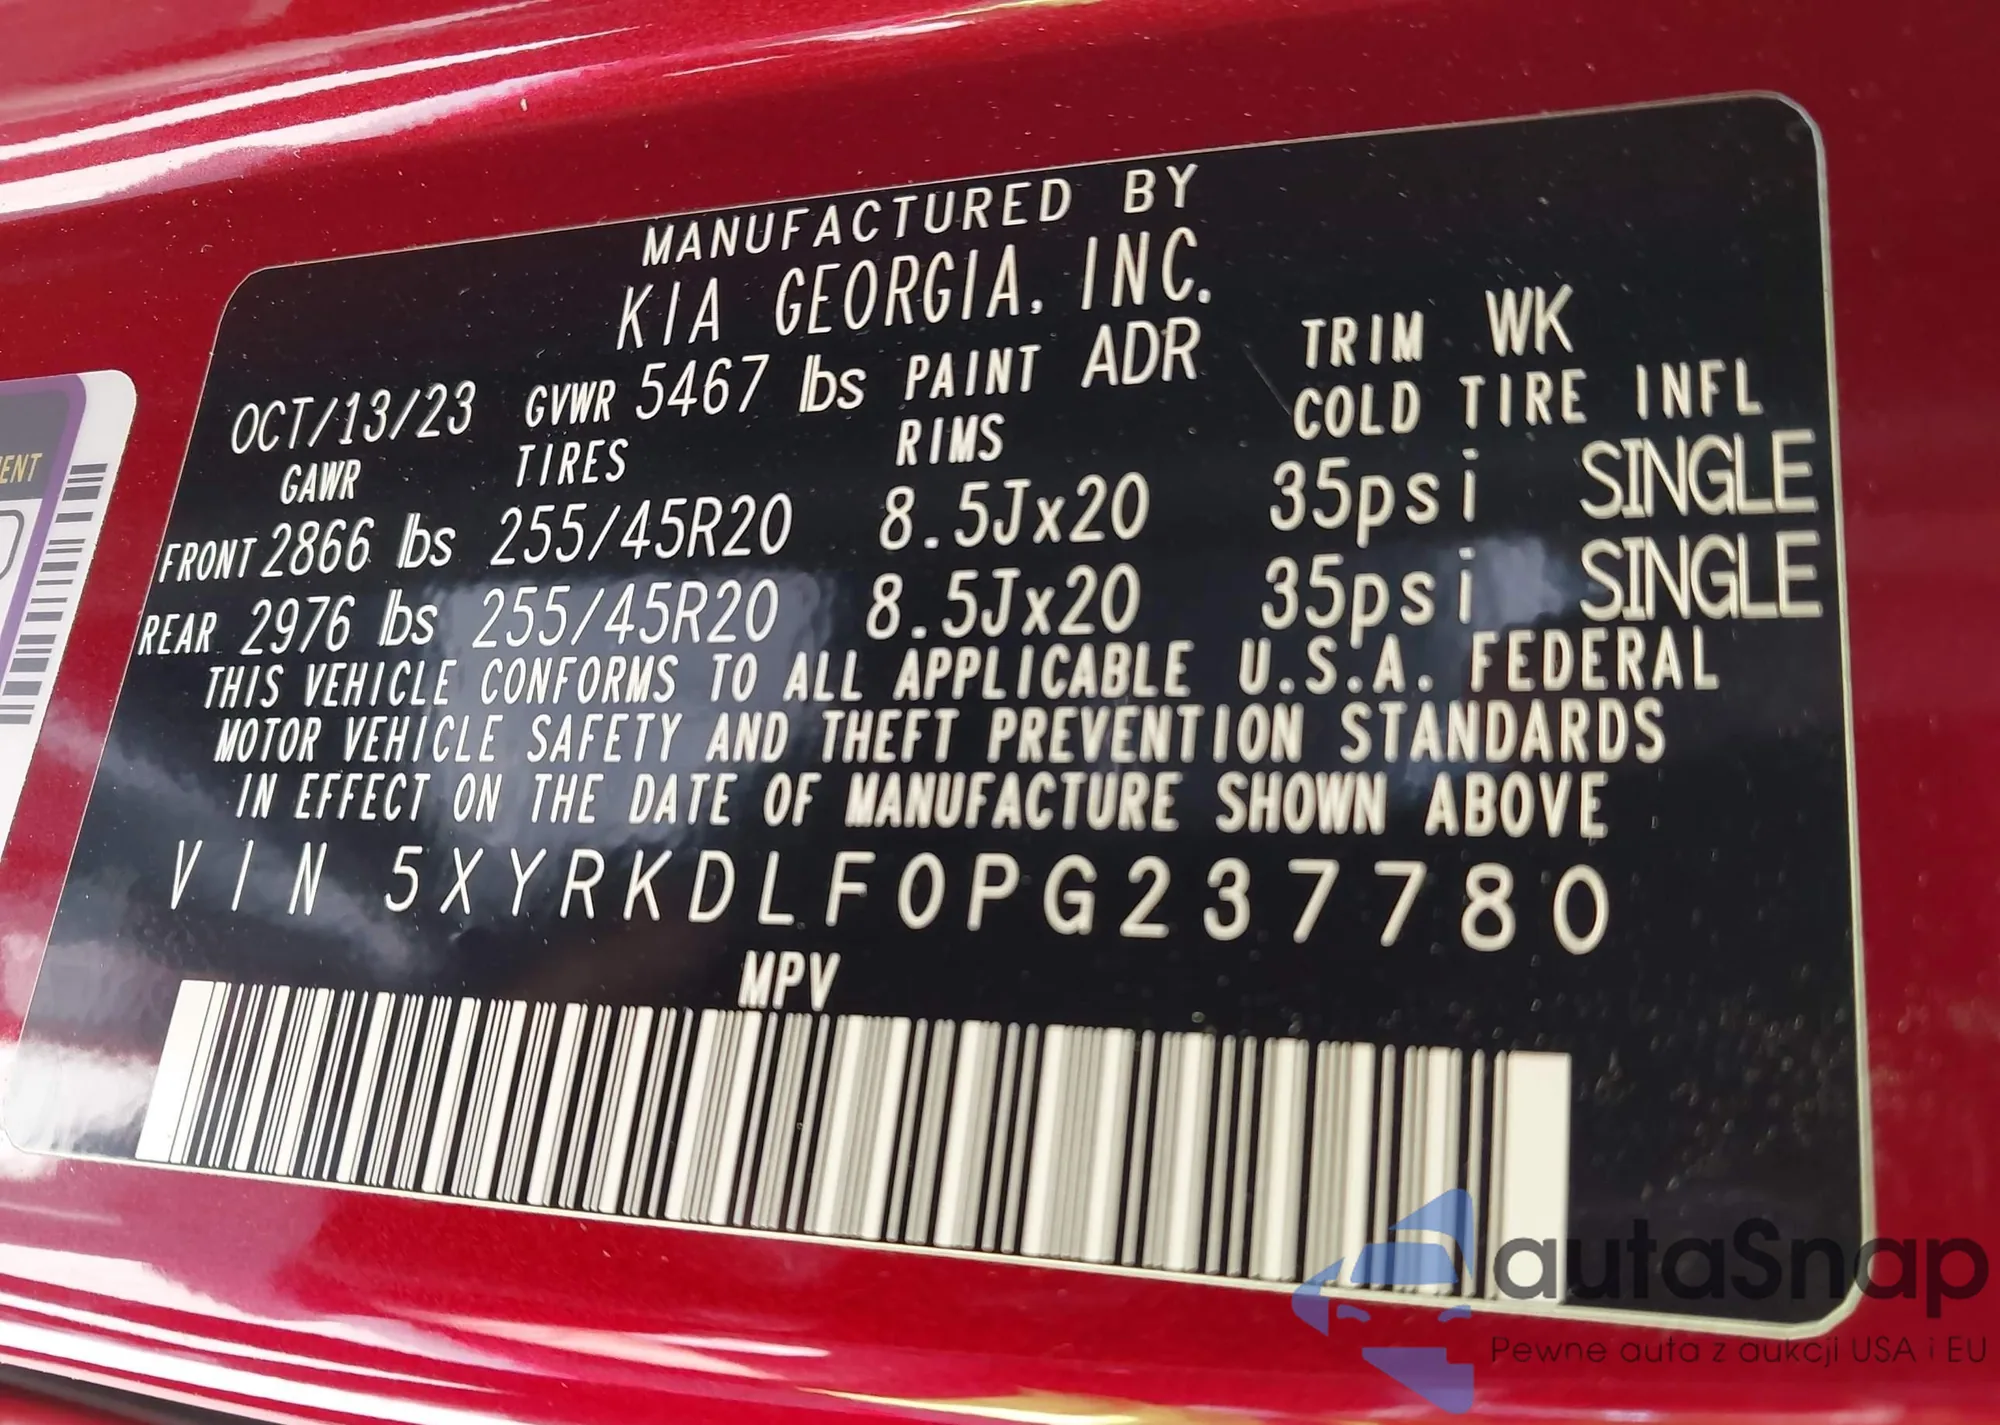 MANUFACTURED BY
KIA GEORGIA, INC.
OCT/13/23 GVWR 5467 lbs PAINT ADR TRIM WK
GAWR TIRES RIMS COLD TIRE INFL
FRONT 2866 lbs 255/45R20 8.5Jx20 35psi SINGLE
REAR 2976 lbs 255/45R20 8.5Jx20 35psi SINGLE
THIS VEHICLE CONFORMS TO ALL APPLICABLE U.S.A. FEDERAL
MOTOR VEHICLE SAFETY AND THEFT PREVENTION STANDARDS
IN EFFECT ON THE DATE OF MANUFACTURE SHOWN ABOVE
VIN 5XYRKDLF0PG237780
MPV
autaSnap
Pewne auta z aukcji USA i EU